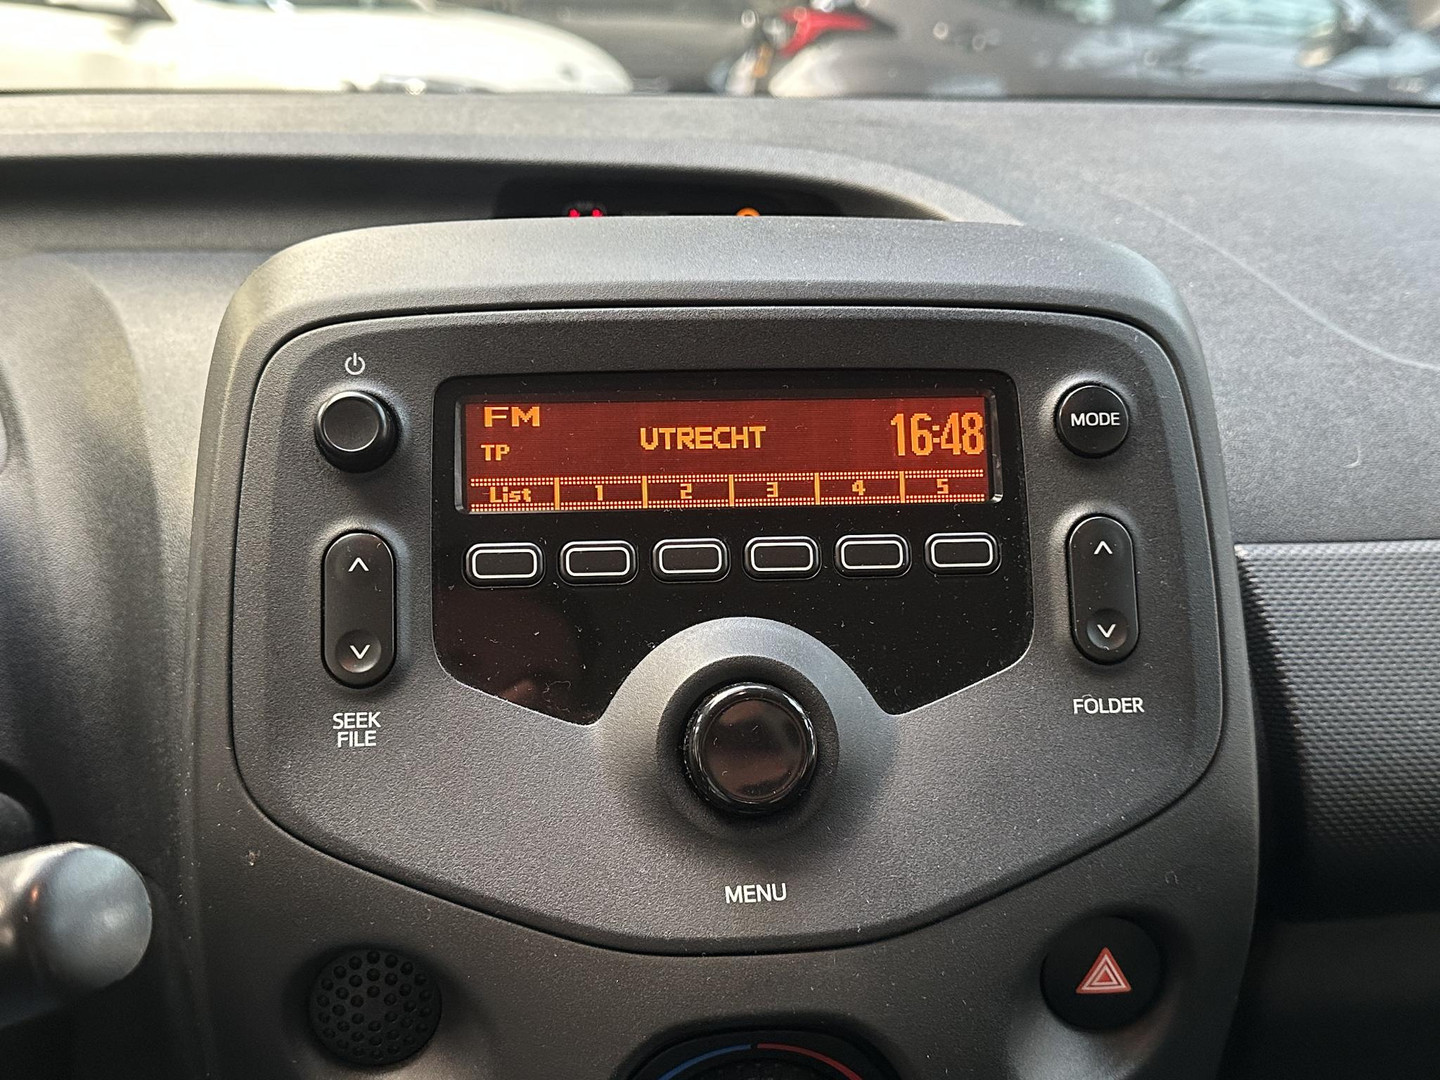 FM
TP
UTRECHT
16:48
List 1 2 3 4 5
MODE
SEEK
FILE
FOLDER
MENU